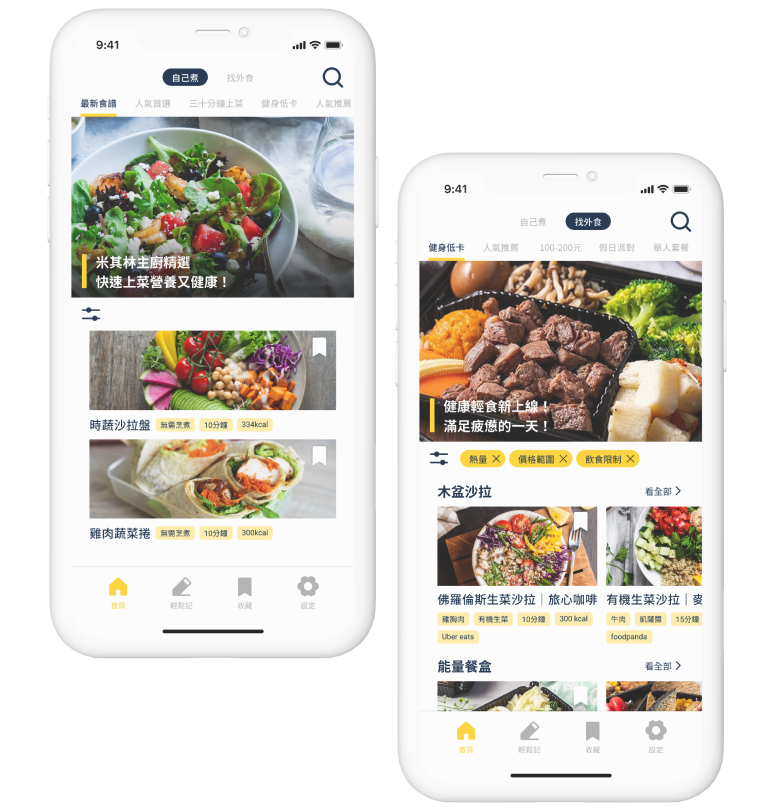 9:41
自己煮 找外食
最新食譜 人氣首選 三十分鐘上菜 健身低卡 人氣推薦
米其林主廚精選
快速上菜營養又健康！
時蔬沙拉盤 無需烹煮 10分鐘 334kcal
雞肉蔬菜捲 無需烹煮 10分鐘 300kcal
首頁 輕鬆記 收藏 設定
9:41
自己煮 找外食
健身低卡 人氣推薦 100-200元 假日派對 單人套餐
健康輕食新上線！
滿足疲憊的一天！
熱量 價格範圍 飲食限制
木盆沙拉 看全部
佛羅倫斯生菜沙拉｜旅心咖啡 有機生菜沙拉｜麥
雞胸肉 有機生菜 10分鐘 300 kcal 牛肉 凱薩醬 15分鐘
Uber eats foodpanda
能量餐盒 看全部
首頁 輕鬆記 收藏 設定